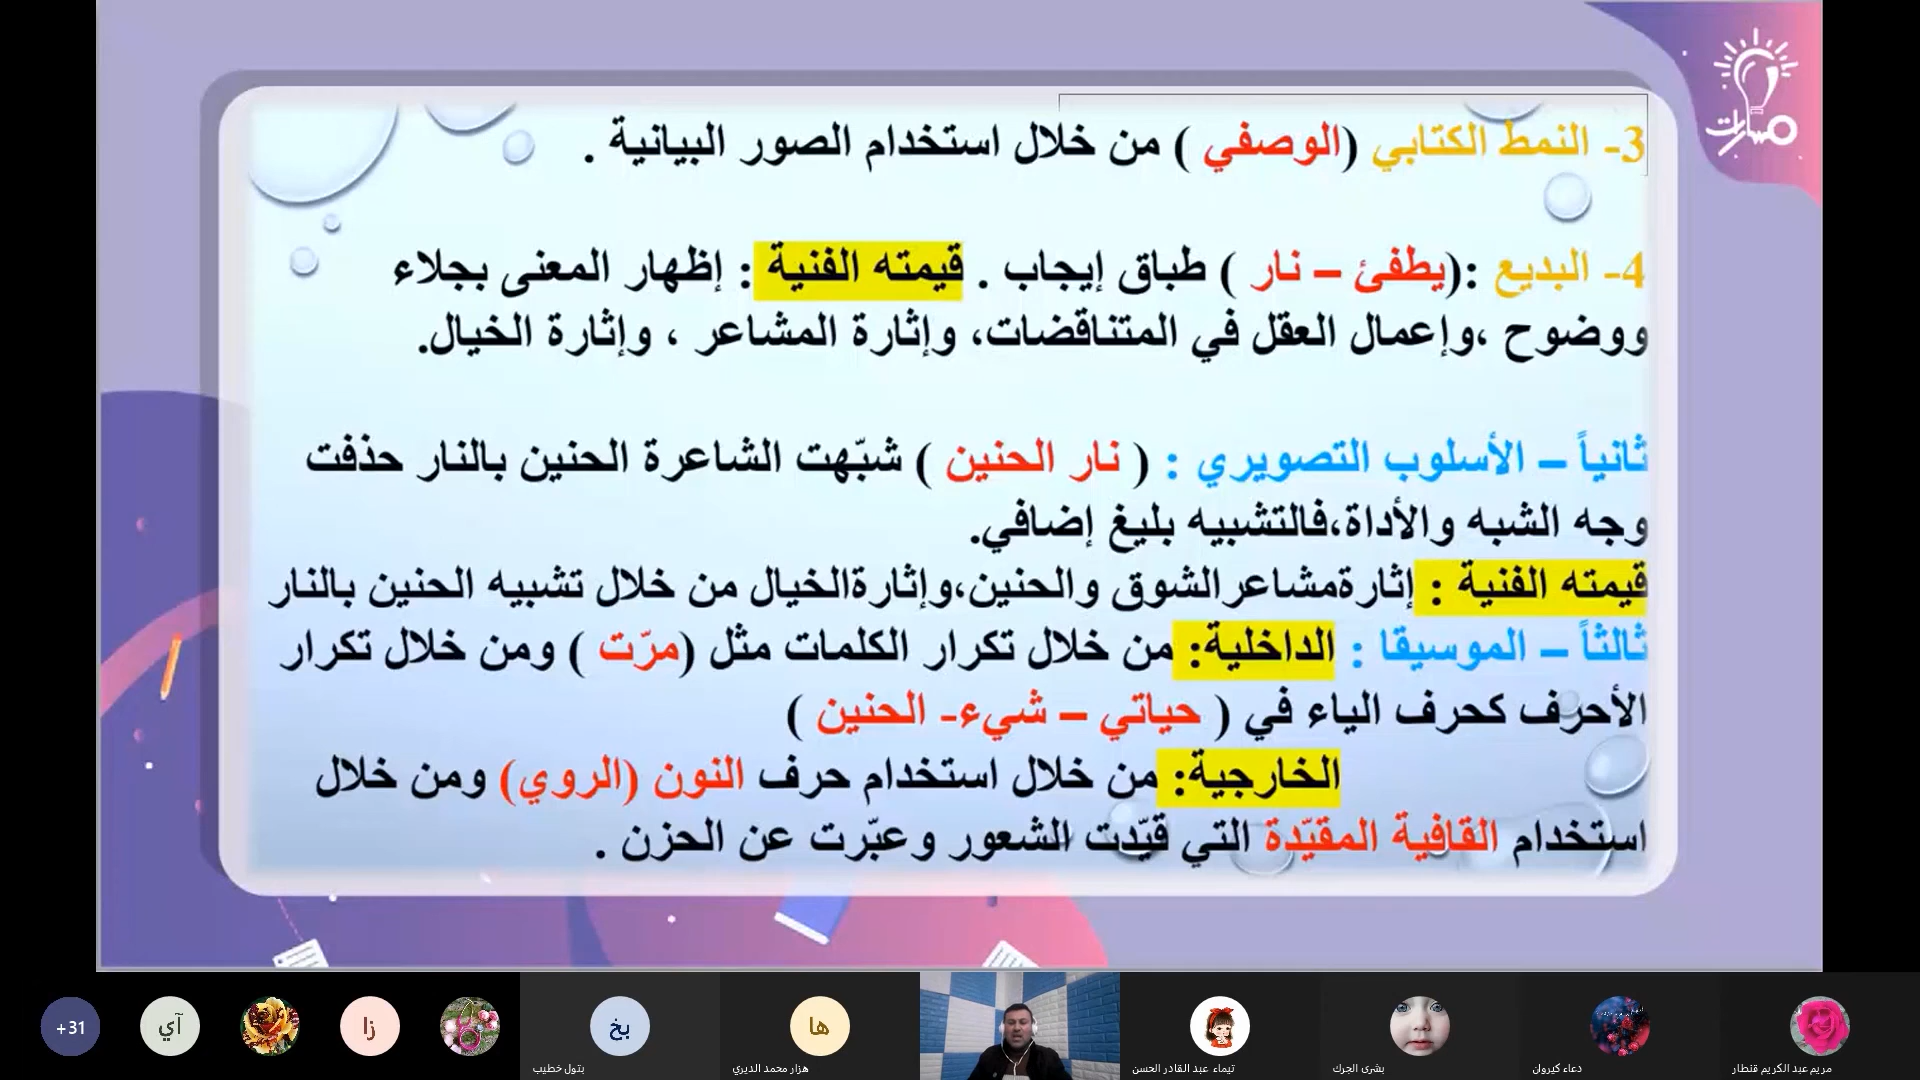 مسارات
3- النمط الكتابي (الوصفي ) من خلال استخدام الصور البيانية .
4- البديع :(يطفئ – نار ) طباق إيجاب . قيمته الفنية : إظهار المعنى بجلاء
ووضوح ،وإعمال العقل في المتناقضات، وإثارة المشاعر ، وإثارة الخيال.
ثانياً – الأسلوب التصويري : ( نار الحنين ) شبّهت الشاعرة الحنين بالنار حذفت
وجه الشبه والأداة،فالتشبيه بليغ إضافي.
قيمته الفنية : إثارةمشاعرالشوق والحنين،وإثارةالخيال من خلال تشبيه الحنين بالنار
ثالثاً – الموسيقا : الداخلية: من خلال تكرار الكلمات مثل (مرّت ) ومن خلال تكرار
الأحرف كحرف الياء في ( حياتي – شيء- الحنين )
الخارجية: من خلال استخدام حرف النون (الروي) ومن خلال
استخدام القافية المقيّدة التي قيّدت الشعور وعبّرت عن الحزن .
+31
آي
زا
بخ
ها
بتول خطيب
هزار محمد الديري
تيماء عبد القادر الحسن
بشرى الجرك
دعاء كيروان
مريم عبد الكريم قنطار